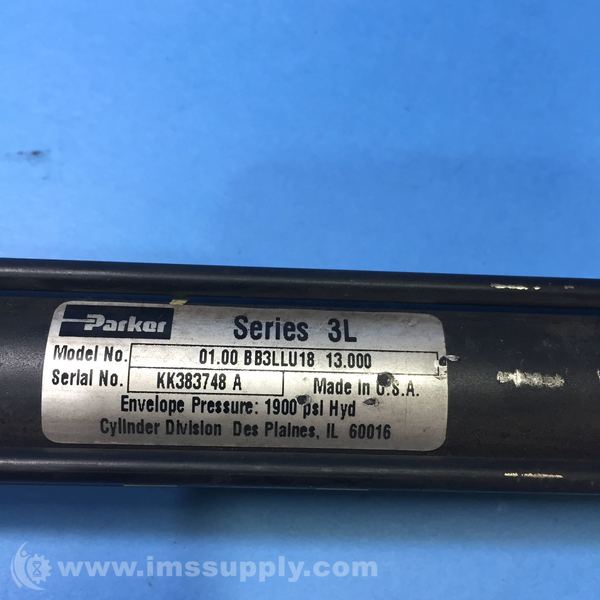 Parker
Series 3L
Model No. 01.00 BB3LLU18 13.000
Serial No. KK383748 A Made in U.S.A.
Envelope Pressure: 1900 psi Hyd
Cylinder Division Des Plaines, IL 60016
www.imssupply.com